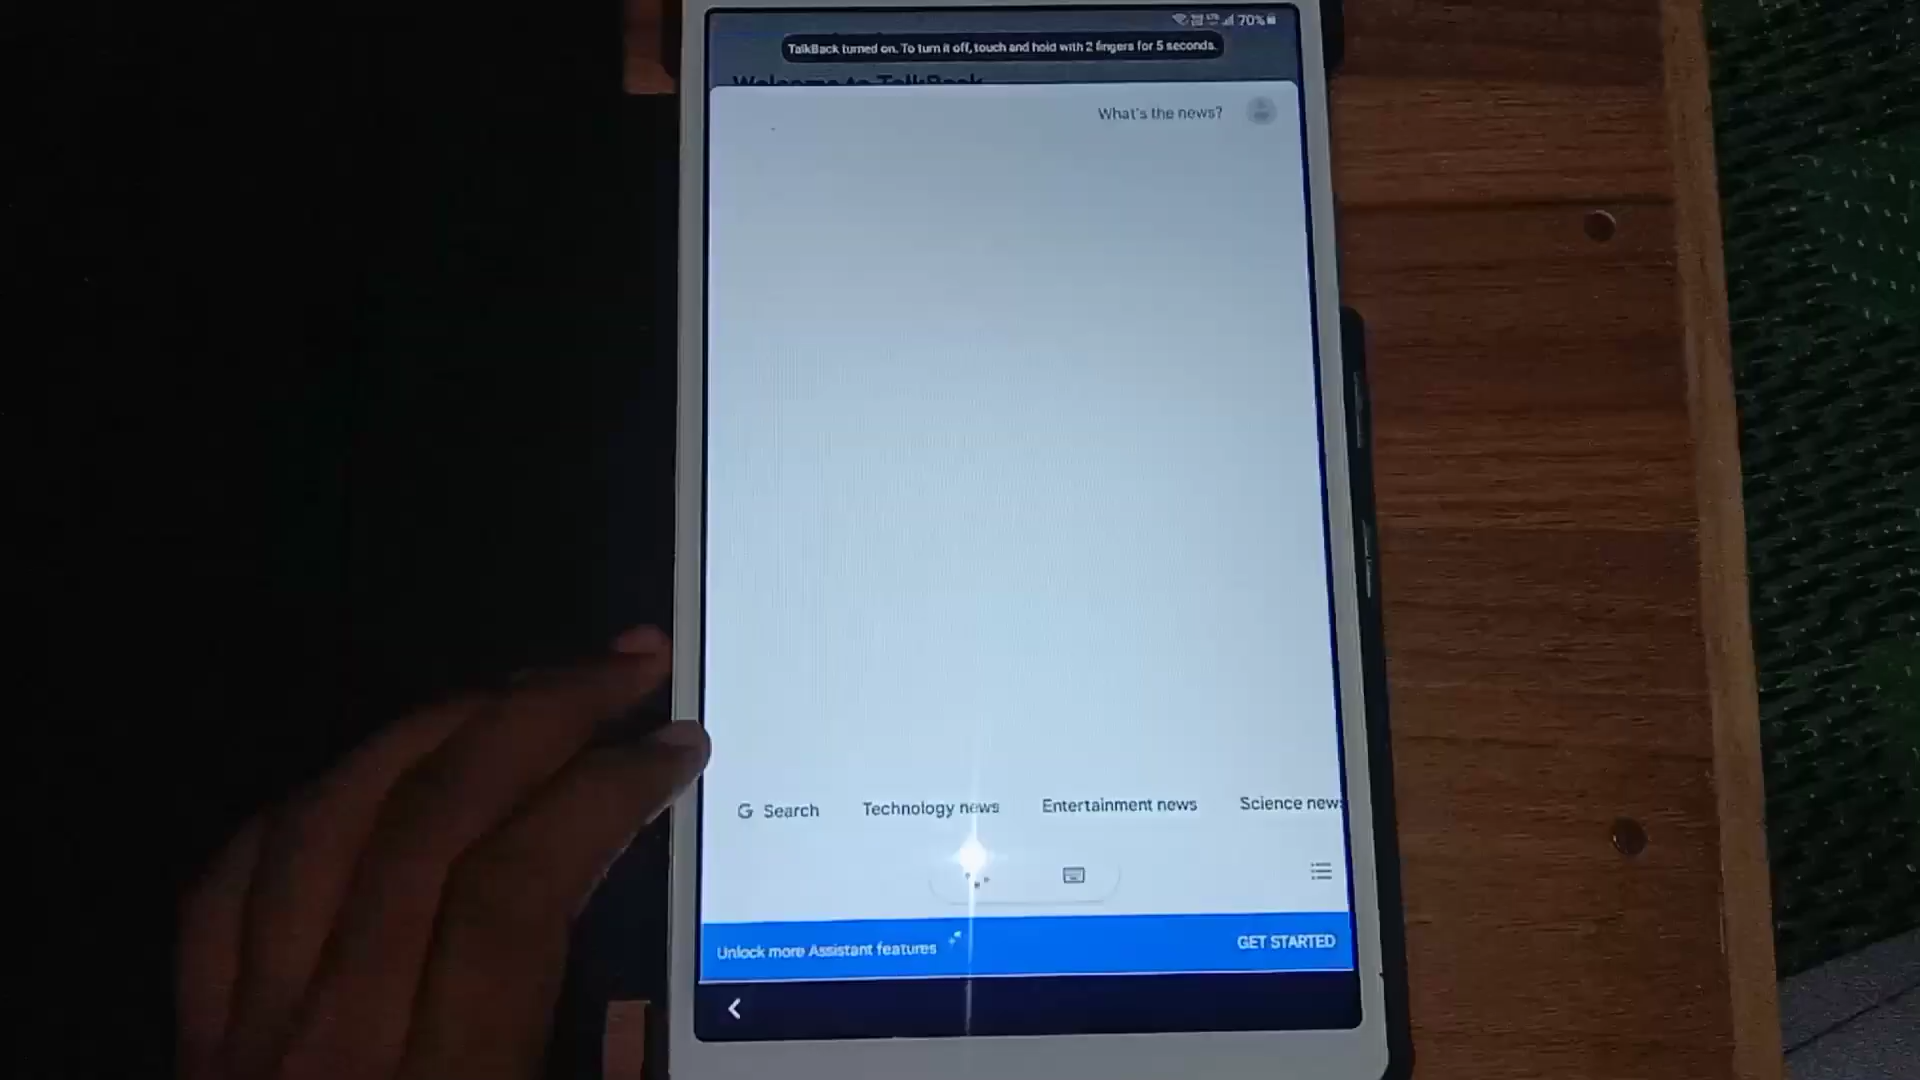 70%
TalkBack turned on. To turn it off, touch and hold with 2 fingers for 5 seconds.
Welcome to TalkBack
What's the news?
G Search Technology news Entertainment news Science news
Unlock more Assistant features GET STARTED